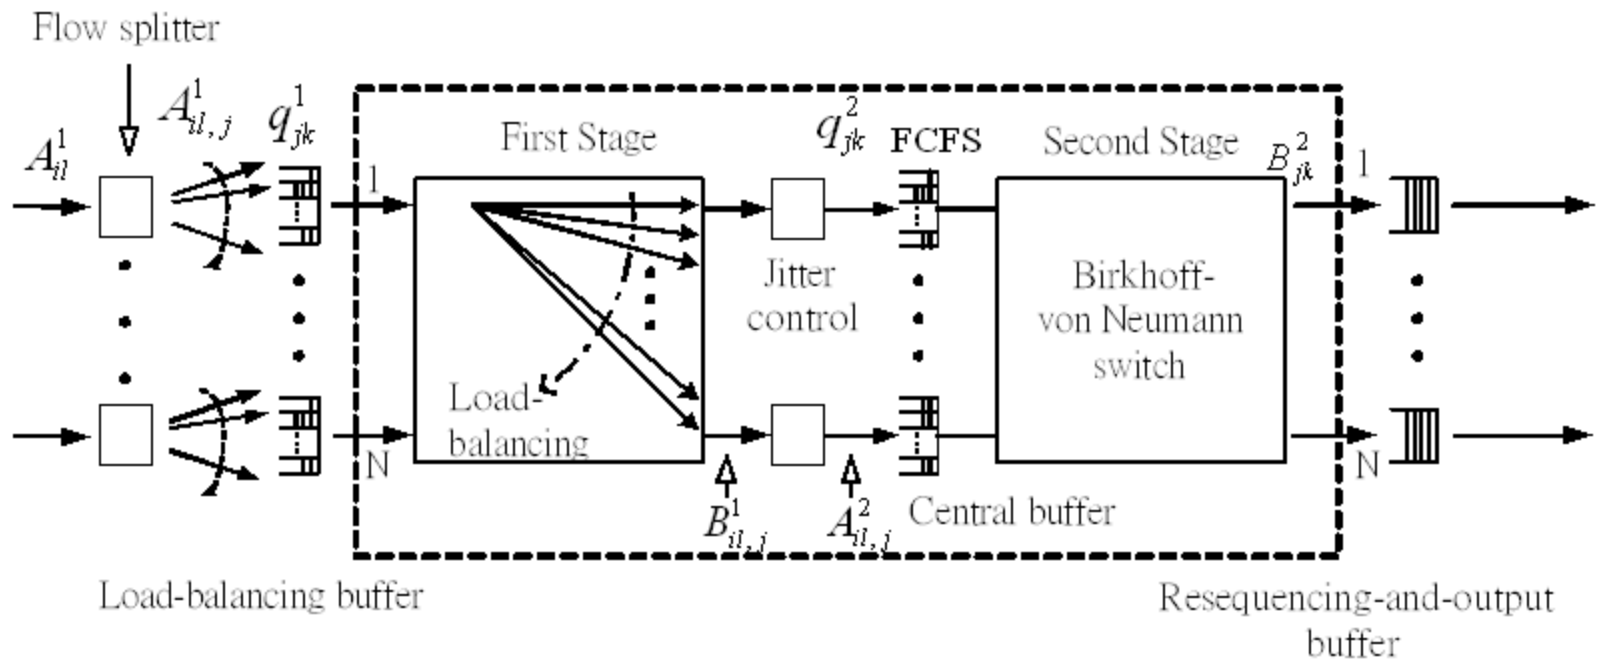 Flow splitter
A^1_{il}
A^1_{il,j}
q^1_{jk}
1
First Stage
q^2_{jk}
FCFS
Second Stage
B^2_{jk}
1
Jitter
control
Birkhoff-
von Neumann
switch
Load-
balancing
N
B^1_{il,j}
A^2_{il,j}
Central buffer
N
Load-balancing buffer
Resequencing-and-output
buffer